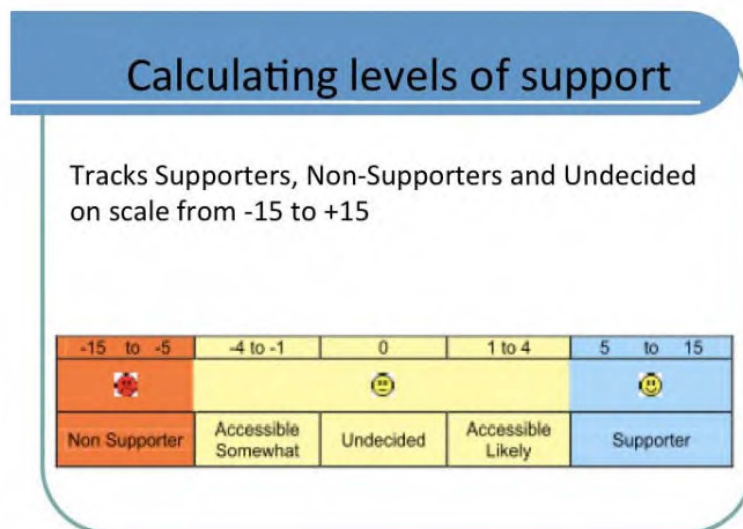 Calculating levels of support
Tracks Supporters, Non-Supporters and Undecided
on scale from -15 to +15
-15 to -5 -4 to -1 0 1 to 4 5 to 15
Non Supporter Accessible Somewhat Undecided Accessible Likely Supporter